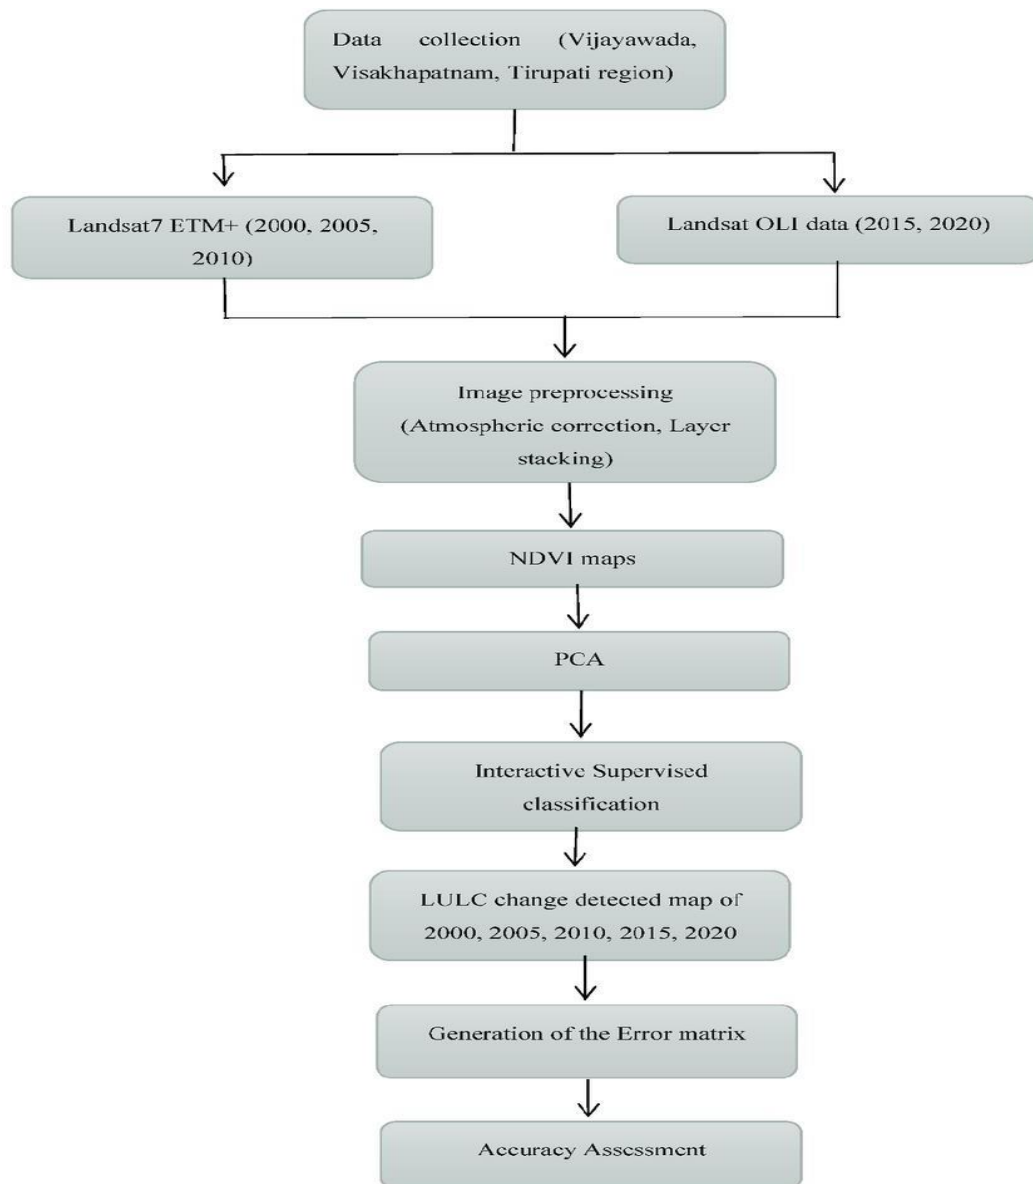 Data collection (Vijayawada,
Visakhapatnam, Tirupati region)
Landsat7 ETM+ (2000, 2005,
2010)
Landsat OLI data (2015, 2020)
Image preprocessing
(Atmospheric correction, Layer
stacking)
NDVI maps
PCA
Interactive Supervised
classification
LULC change detected map of
2000, 2005, 2010, 2015, 2020
Generation of the Error matrix
Accuracy Assessment